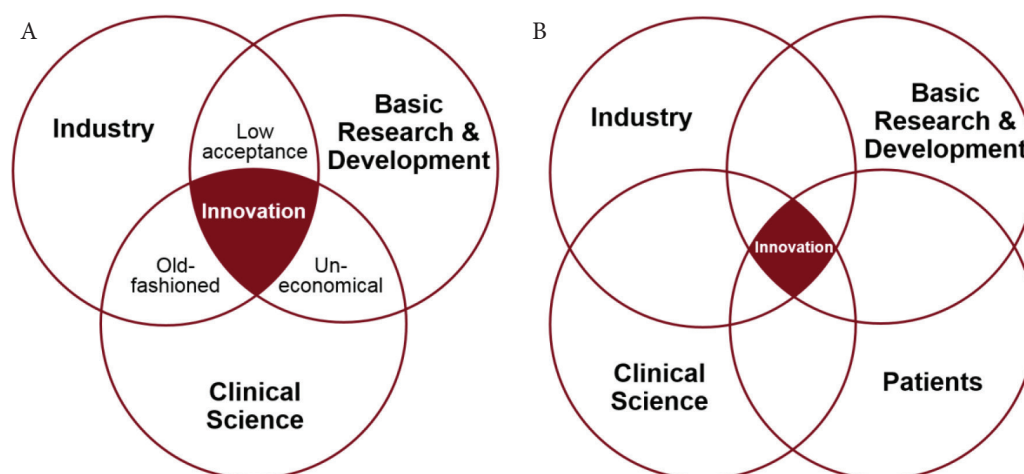 A
Industry
Basic
Research &
Development
Low
acceptance
Innovation
Old-
fashioned
Un-
economical
Clinical
Science
B
Industry
Basic
Research &
Development
Innovation
Clinical
Science
Patients